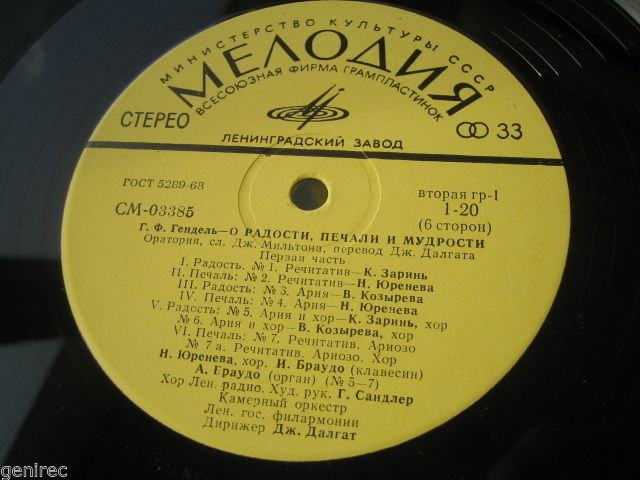 МИНИСТЕРСТВО КУЛЬТУРЫ СССР
МЕЛОДИЯ
ВСЕСОЮЗНАЯ ФИРМА ГРАМПЛАСТИНОК
СТЕРЕО
33
ЛЕНИНГРАДСКИЙ ЗАВОД
ГОСТ 5289-68
вторая гр-1
СМ-03385
1-20
(6 сторон)
Г. Ф. Гендель—О РАДОСТИ, ПЕЧАЛИ И МУДРОСТИ
Оратория, сл. Дж. Мильтона, перевод Дж. Далгата
Первая часть
I. Радость. № 1. Речитатив—К. Заринь
II. Печаль: № 2. Речитатив—Н. Юренева
III. Радость: № 3. Ария—В. Козырева
IV. Печаль: № 4. Ария—Н. Юренева
V. Радость: № 5. Ария и хор—К. Заринь, хор
№ 6. Ария и хор—В. Козырева, хор
VI. Печаль: № 7. Речитатив. Ариозо
№ 7 а. Речитатив. Ариозо. Хор
Н. Юренева, хор. И. Браудо (клавесин)
А. Браудо (орган) (№ 5—7)
Хор Лен. радио. Худ. рук. Г. Сандлер
Камерный оркестр
Лен. гос. филармонии
Дирижер Дж. Далгат
genirec